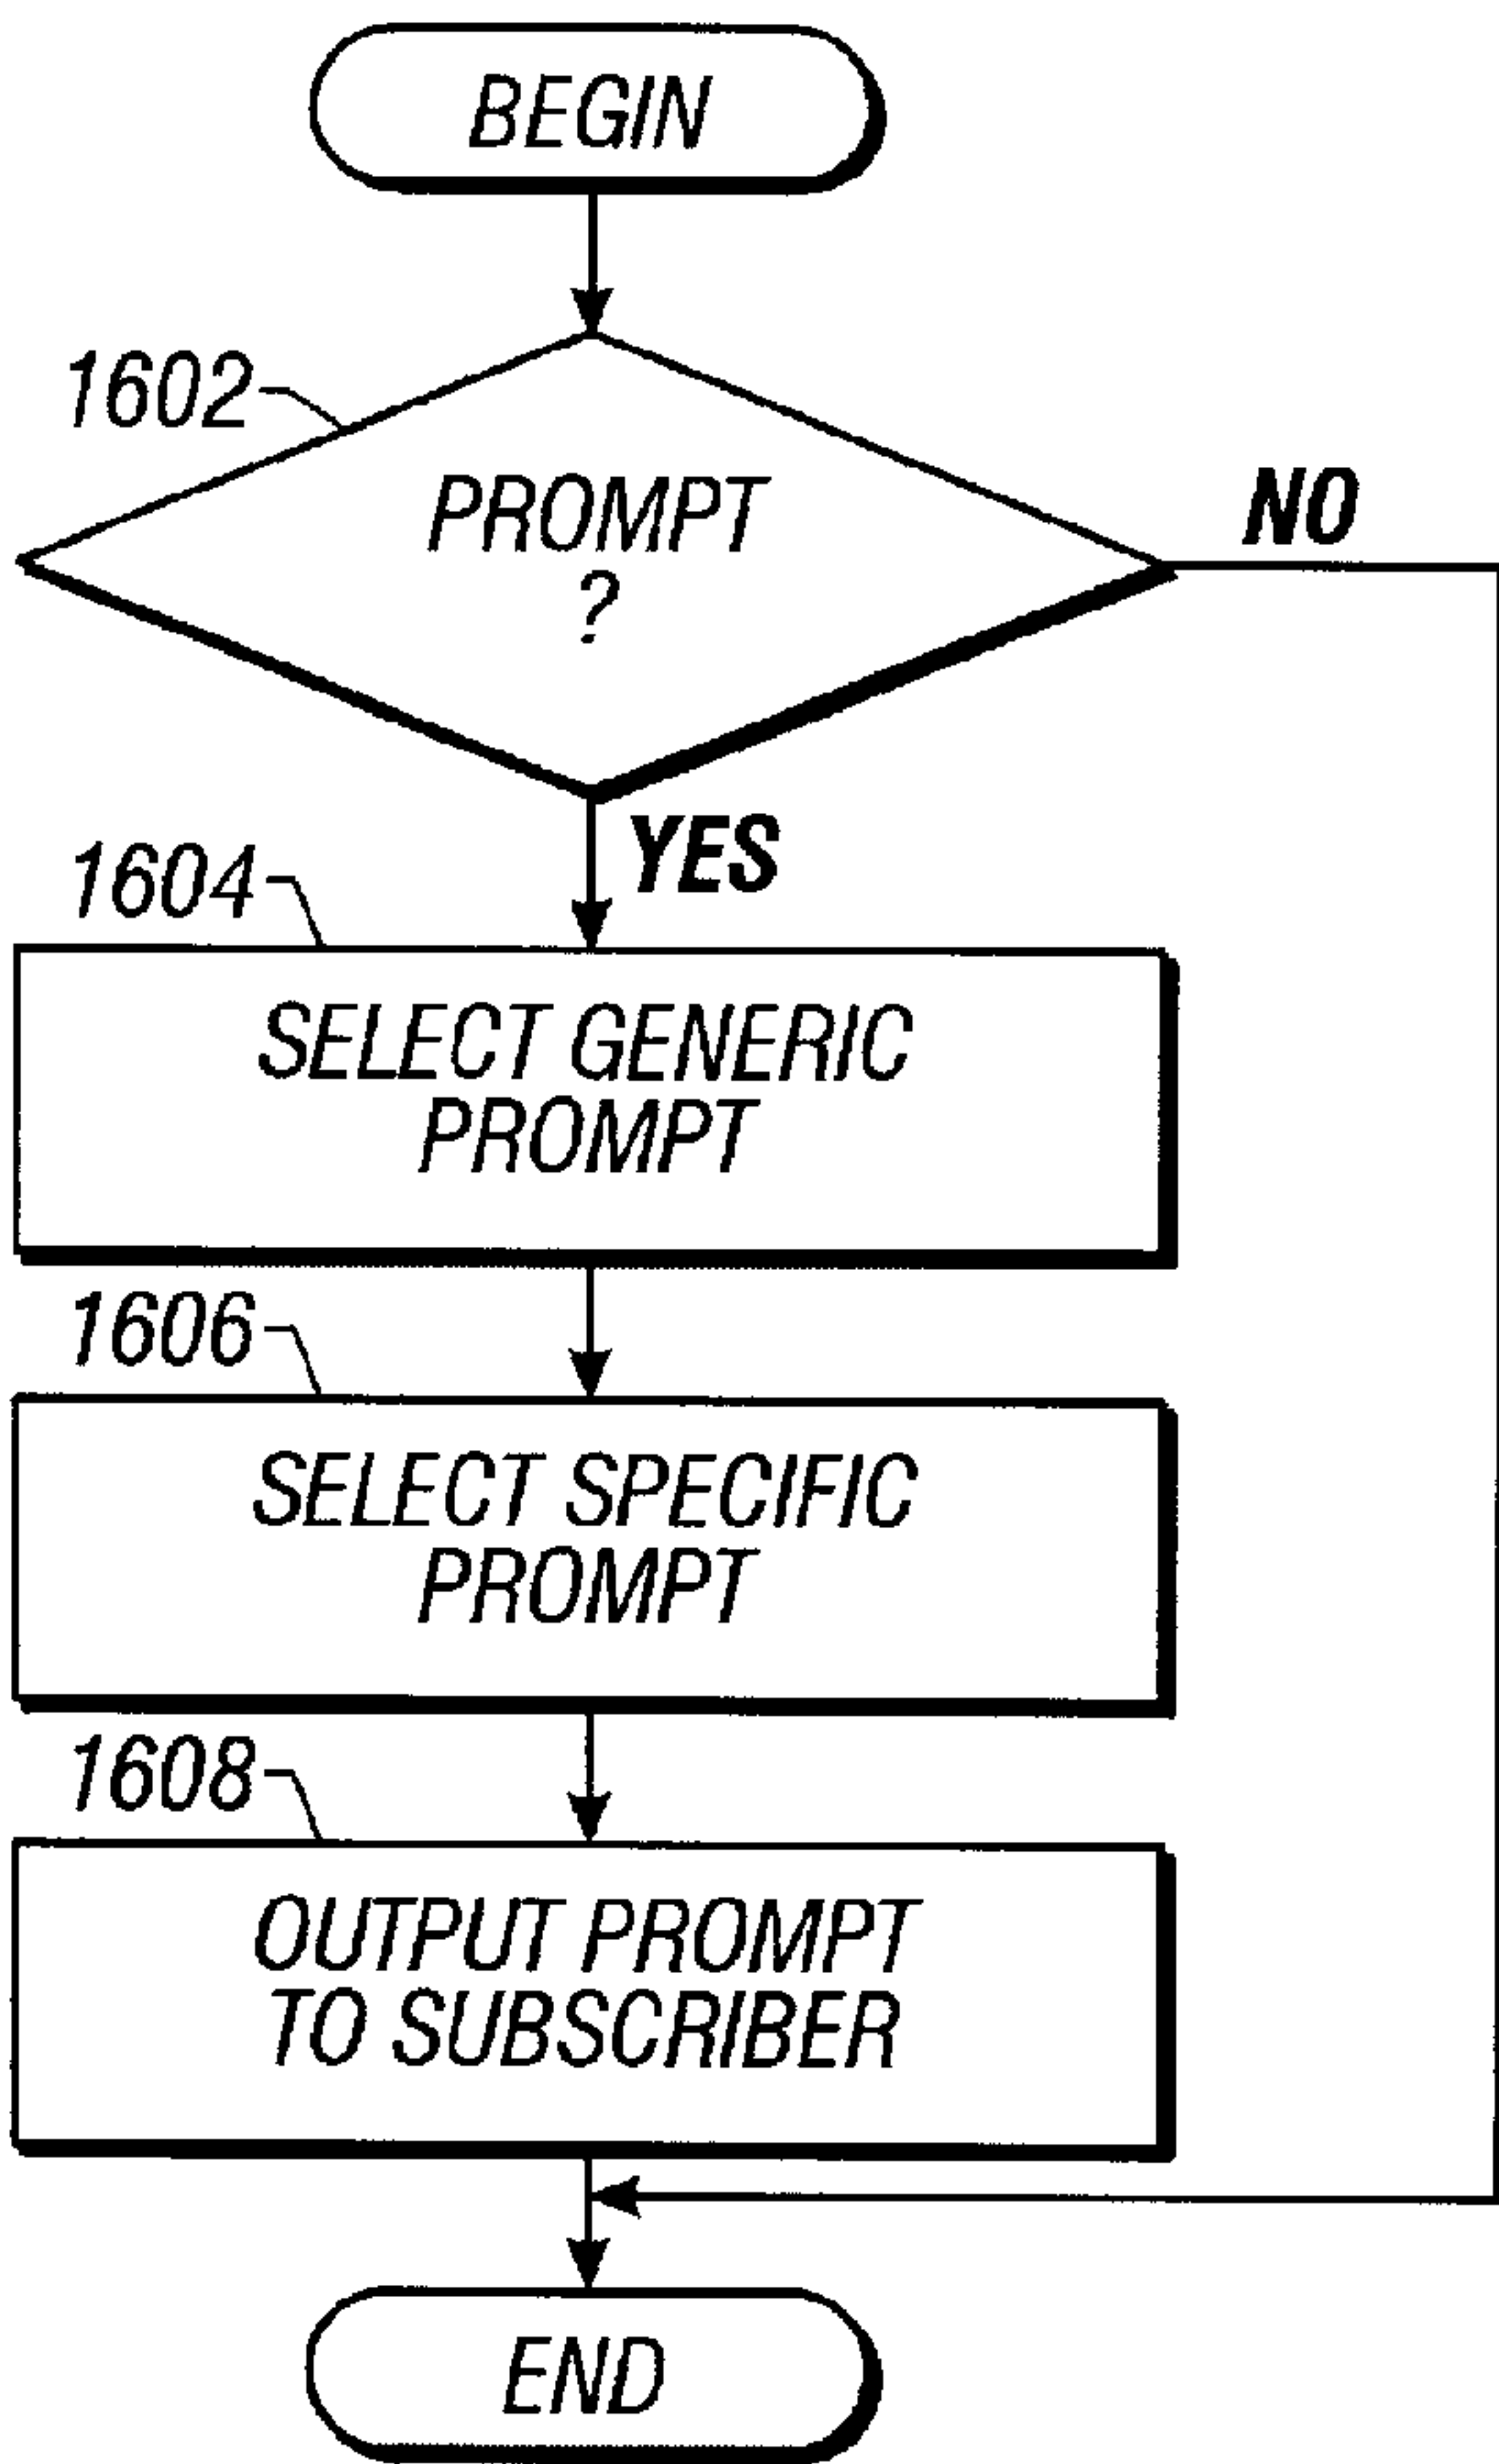 BEGIN
1602
PROMPT
?
NO
YES
1604
SELECT GENERIC
PROMPT
1606
SELECT SPECIFIC
PROMPT
1608
OUTPUT PROMPT
TO SUBSCRIBER
END